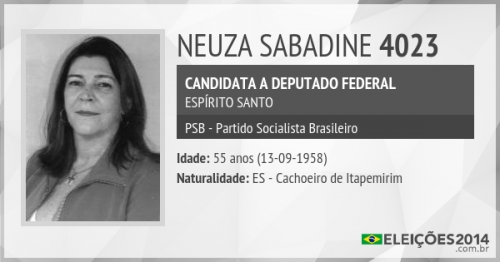 NEUZA SABADINE 4023
CANDIDATA A DEPUTADO FEDERAL
ESPÍRITO SANTO
PSB - Partido Socialista Brasileiro
Idade: 55 anos (13-09-1958)
Naturalidade: ES - Cachoeiro de Itapemirim
ELEIÇÕES2014
.com.br